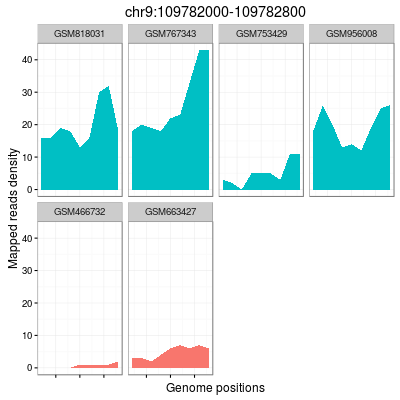 chr9:109782000-109782800
GSM818031 GSM767343 GSM753429 GSM956008
40
30
20
10
0
GSM466732 GSM663427
40
30
20
10
0
Mapped reads density
Genome positions